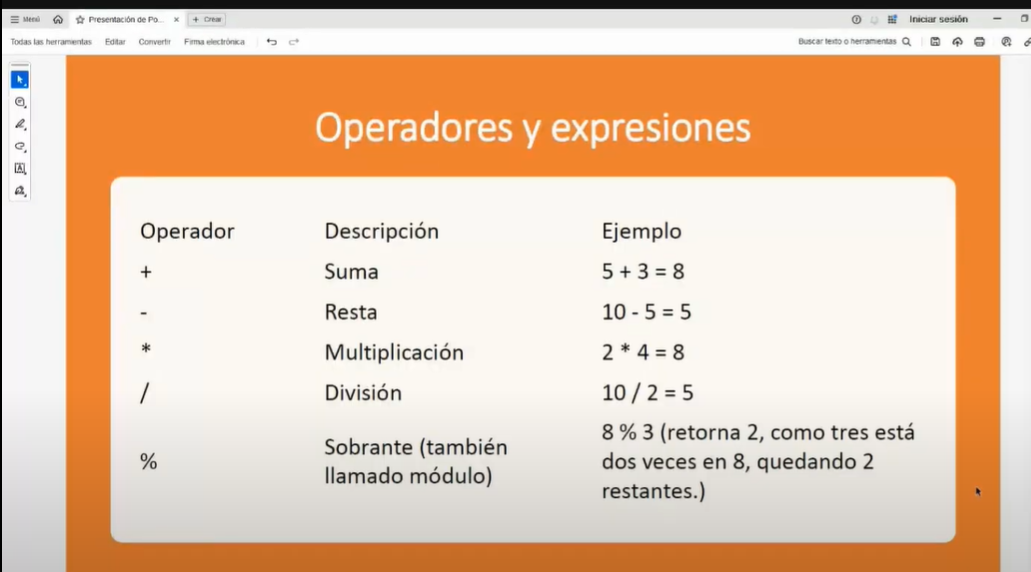 Menú
Presentación de Po...
Crear
Iniciar sesión
Todas las herramientas Editar Convertir Firma electrónica
Buscar texto o herramientas
Operadores y expresiones
Operador Descripción Ejemplo
+ Suma 5 + 3 = 8
- Resta 10 - 5 = 5
* Multiplicación 2 * 4 = 8
/ División 10 / 2 = 5
% Sobrante (también llamado módulo) 8 % 3 (retorna 2, como tres está
dos veces en 8, quedando 2
restantes.)